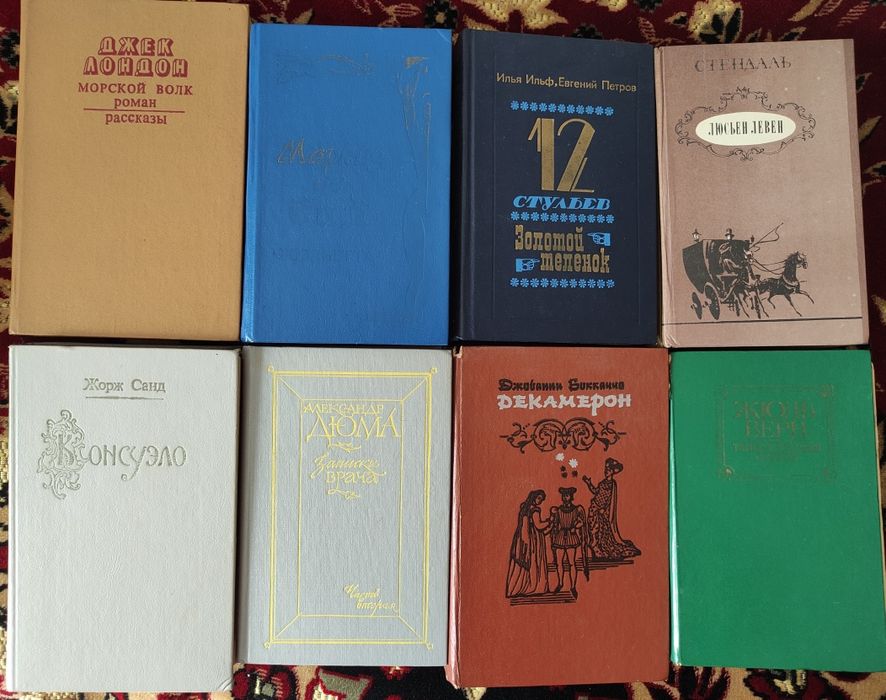 ДЖЕК
ЛОНДОН
МОРСКОЙ ВОЛК
роман
рассказы
Илья Ильф, Евгений Петров
12
СТУЛЬЕВ
Золотой
теленок
СТЕНДАЛЬ
ЛЮСЬЕН ЛЕВЕН
Жорж Санд
Консуэло
АЛЕКСАНДР
ДЮМА
Записки
ВРАЧА
Часть
вторая
Джованни Боккаччо
ДЕКАМЕРОН
ЖЮЛЬ
ВЕРН